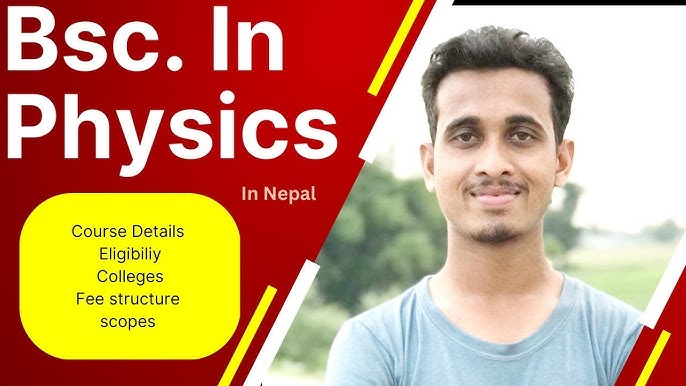 Bsc. In
Physics
In Nepal
Course Details
Eligibiliy
Colleges
Fee structure
scopes